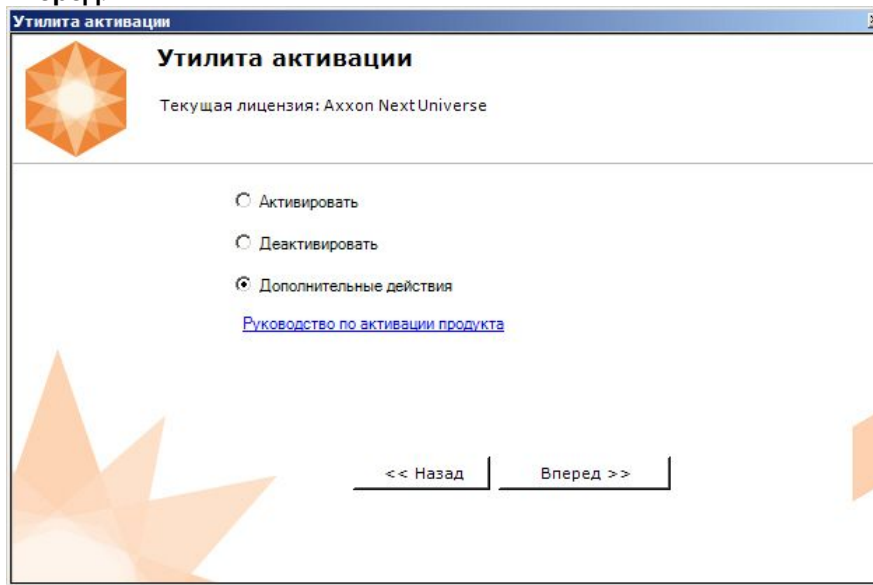 Утилита активации
Утилита активации
Текущая лицензия: Axxon Next Universe
Активировать
Деактивировать
Дополнительные действия
Руководство по активации продукта
<< Назад
Вперед >>